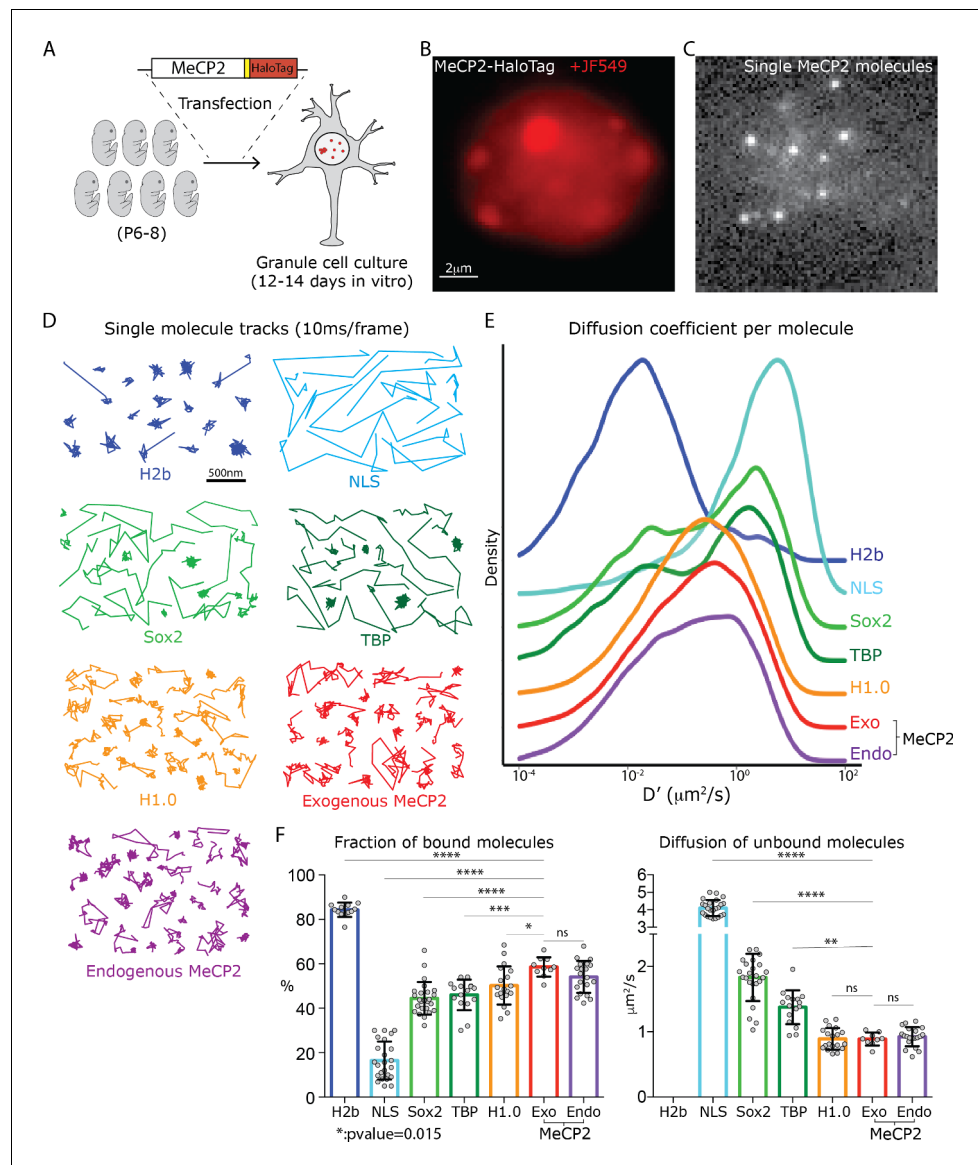 A
MeCP2
HaloTag
Transfection
(P6-8)
Granule cell culture
(12-14 days in vitro)
B
MeCP2-HaloTag +JF549
2μm
C
Single MeCP2 molecules
D
Single molecule tracks (10ms/frame)
H2b
500nm
NLS
Sox2
TBP
H1.0
Exogenous MeCP2
Endogenous MeCP2
E
Diffusion coefficient per molecule
Density
H2b
NLS
Sox2
TBP
H1.0
Exo
Endo
MeCP2
10⁻⁴
10⁻²
10⁰
10²
D' (μm²/s)
F
Fraction of bound molecules
****
****
****
***
*
ns
100
80
60
%
40
20
0
H2b NLS Sox2 TBP H1.0 Exo Endo
*:pvalue=0.015
MeCP2
Diffusion of unbound molecules
****
****
**
ns
ns
6
5
4
3
2
1
0
μm²/s
H2b NLS Sox2 TBP H1.0 Exo Endo
MeCP2